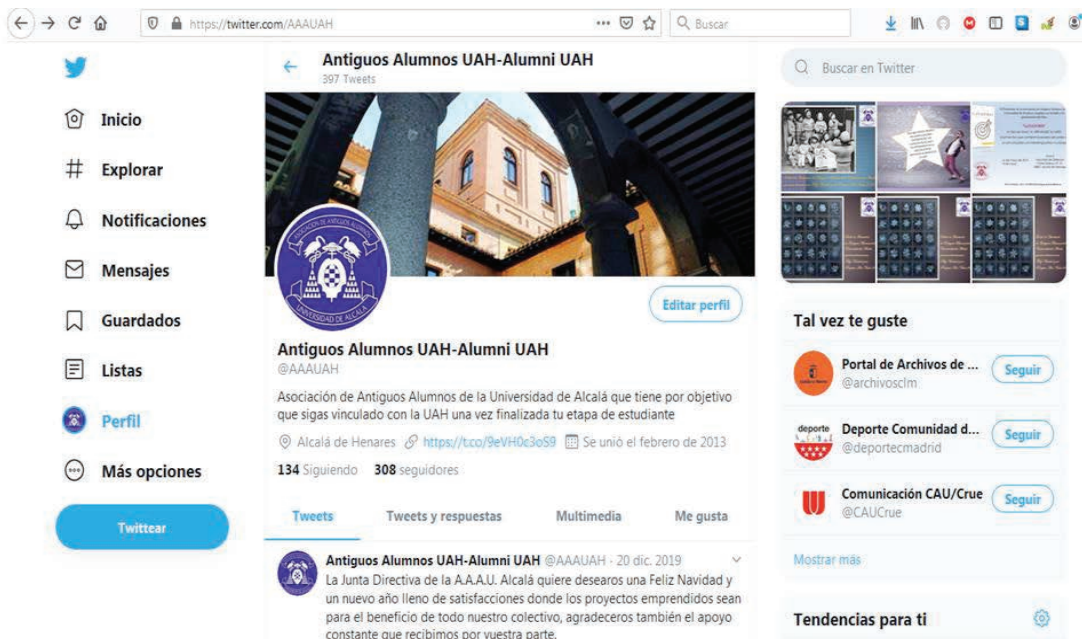 https://twitter.com/AAAUAH
Buscar
Inicio
Explorar
Notificaciones
Mensajes
Guardados
Listas
Perfil
Más opciones
Twittear
Antiguos Alumnos UAH-Alumni UAH
397 Tweets
ASOCIACIÓN DE ANTIGUOS ALUMNOS
UNIVERSIDAD DE ALCALÁ
Editar perfil
Antiguos Alumnos UAH-Alumni UAH
@AAAUAH
Asociación de Antiguos Alumnos de la Universidad de Alcalá que tiene por objetivo
que sigas vinculado con la UAH una vez finalizada tu etapa de estudiante
Alcalá de Henares https://t.co/9eVH0c3oS9 Se unió el febrero de 2013
134 Siguiendo 308 seguidores
Tweets Tweets y respuestas Multimedia Me gusta
Antiguos Alumnos UAH-Alumni UAH @AAAUAH · 20 dic. 2019
La Junta Directiva de la A.A.A.U. Alcalá quiere desearos una Feliz Navidad y
un nuevo año lleno de satisfacciones donde los proyectos emprendidos sean
para el beneficio de todo nuestro colectivo, agradeceros también el apoyo
constante que recibimos por vuestra parte.
Buscar en Twitter
Tal vez te guste
Portal de Archivos de ...
@archivosclm
Seguir
deporte
Deporte Comunidad d...
@deportecmadrid
Seguir
Comunicación CAU/Crue
@CAUCrue
Seguir
Mostrar más
Tendencias para ti